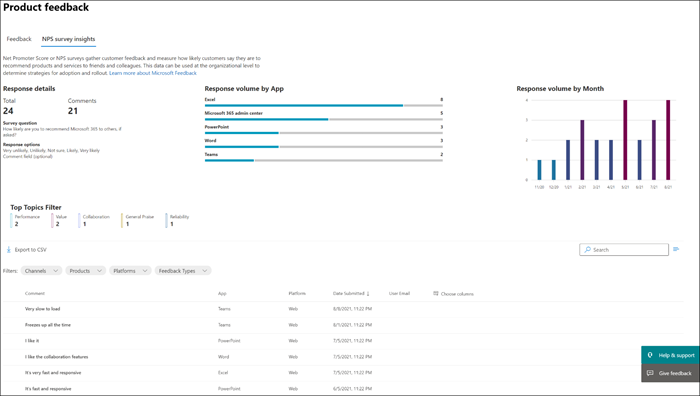 Product feedback
Feedback
NPS survey insights
Net Promoter Score or NPS surveys gather customer feedback and measure how likely customers say they are to
recommend products and services to friends and colleagues. This data can be used at the organizational level to
determine strategies for adoption and rollout. Learn more about Microsoft Feedback
Response details
Total
24
Comments
21
Survey question
How likely are you to recommend Microsoft 365 to others, if
asked?
Response options
Very unlikely, Unlikely, Not sure, Likely, Very likely
Comment field (optional)
Response volume by App
Excel 8
Microsoft 365 admin center 5
PowerPoint 3
Word 3
Teams 2
Response volume by Month
4
3
2
1
0
11/20 12/20 1/21 2/21 3/21 4/21 5/21 6/21 7/21 8/21
Top Topics Filter
Performance
2
Value
2
Collaboration
1
General Praise
1
Reliability
1
Export to CSV
Search
Filters: Channels Products Platforms Feedback Types
Comment App Platform Date Submitted ↓ User Email Choose columns
Very slow to load Teams Web 8/8/2021, 11:22 PM
Freezes up all the time Teams Web 8/1/2021, 11:22 PM
I like it PowerPoint Web 7/5/2021, 11:22 PM
I like the collaboration features Word Web 7/5/2021, 11:22 PM
It's very fast and responsive Excel Web 7/5/2021, 11:22 PM
It's fast and responsive PowerPoint Web 6/5/2021, 11:22 PM
Help & support
Give feedback